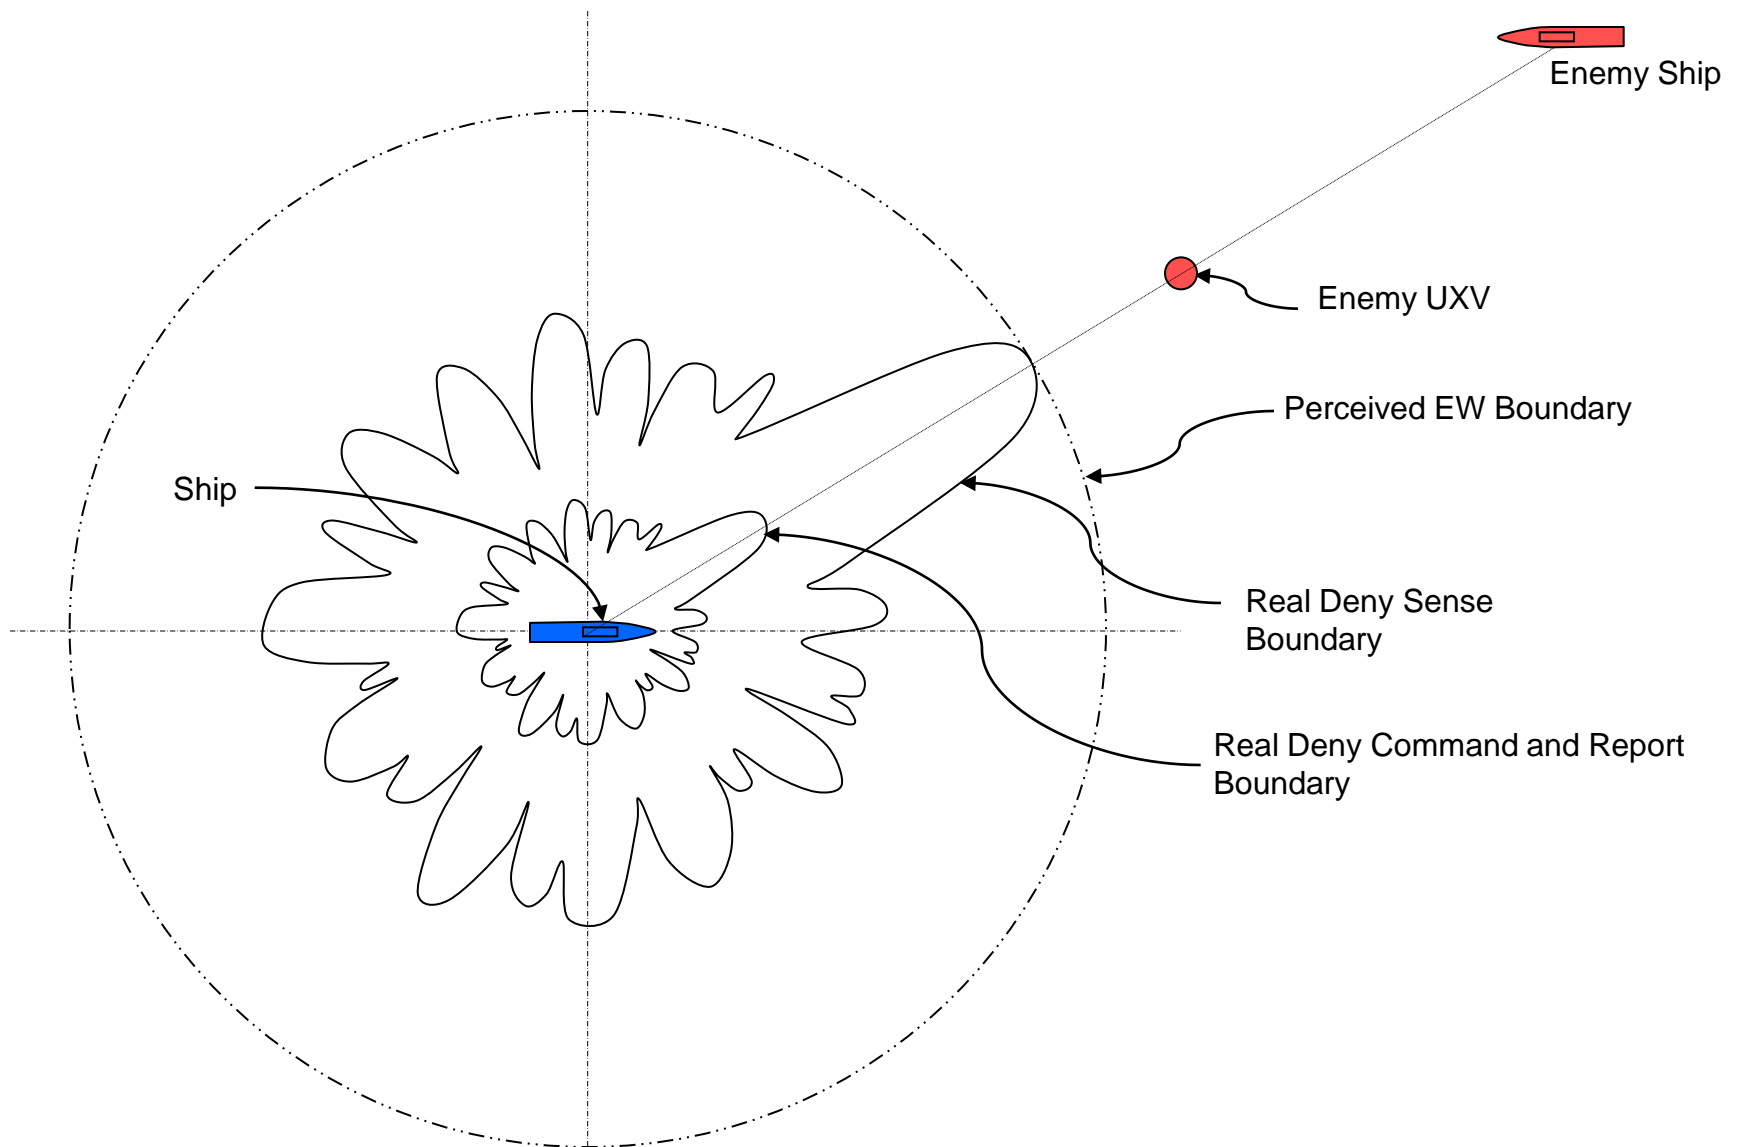 Enemy Ship
Enemy UXV
Perceived EW Boundary
Ship
Real Deny Sense
Boundary
Real Deny Command and Report
Boundary